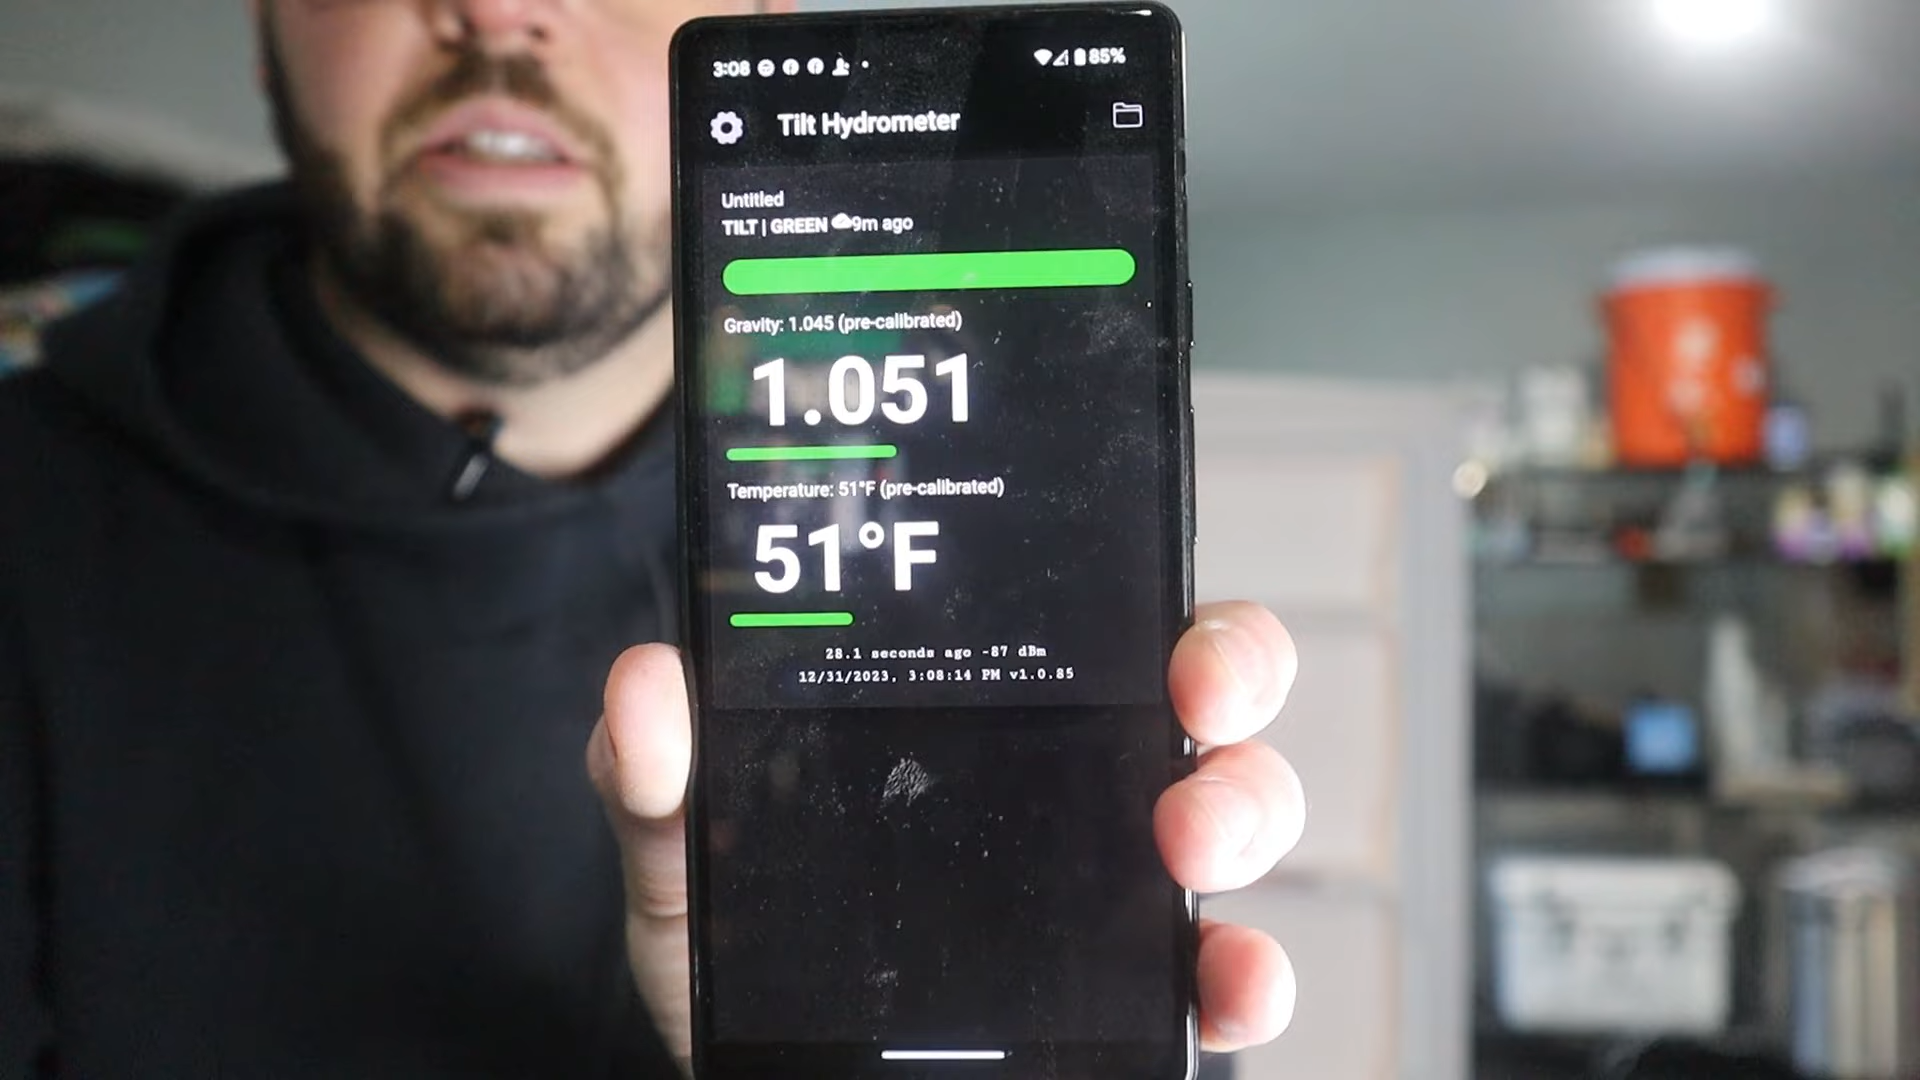 3:08 85%
Tilt Hydrometer
Untitled
TILT | GREEN 9m ago
Gravity: 1.045 (pre-calibrated)
1.051
Temperature: 51°F (pre-calibrated)
51°F
28.1 seconds ago -87 dBm
12/31/2023, 3:08:14 PM v1.0.85